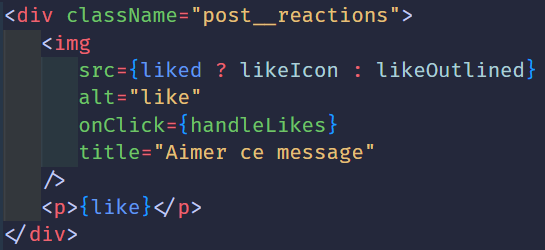 <div className="post__reactions">
<img
src={liked ? likeIcon : likeOutlined}
alt="like"
onClick={handleLikes}
title="Aimer ce message"
/>
<p>{like}</p>
</div>